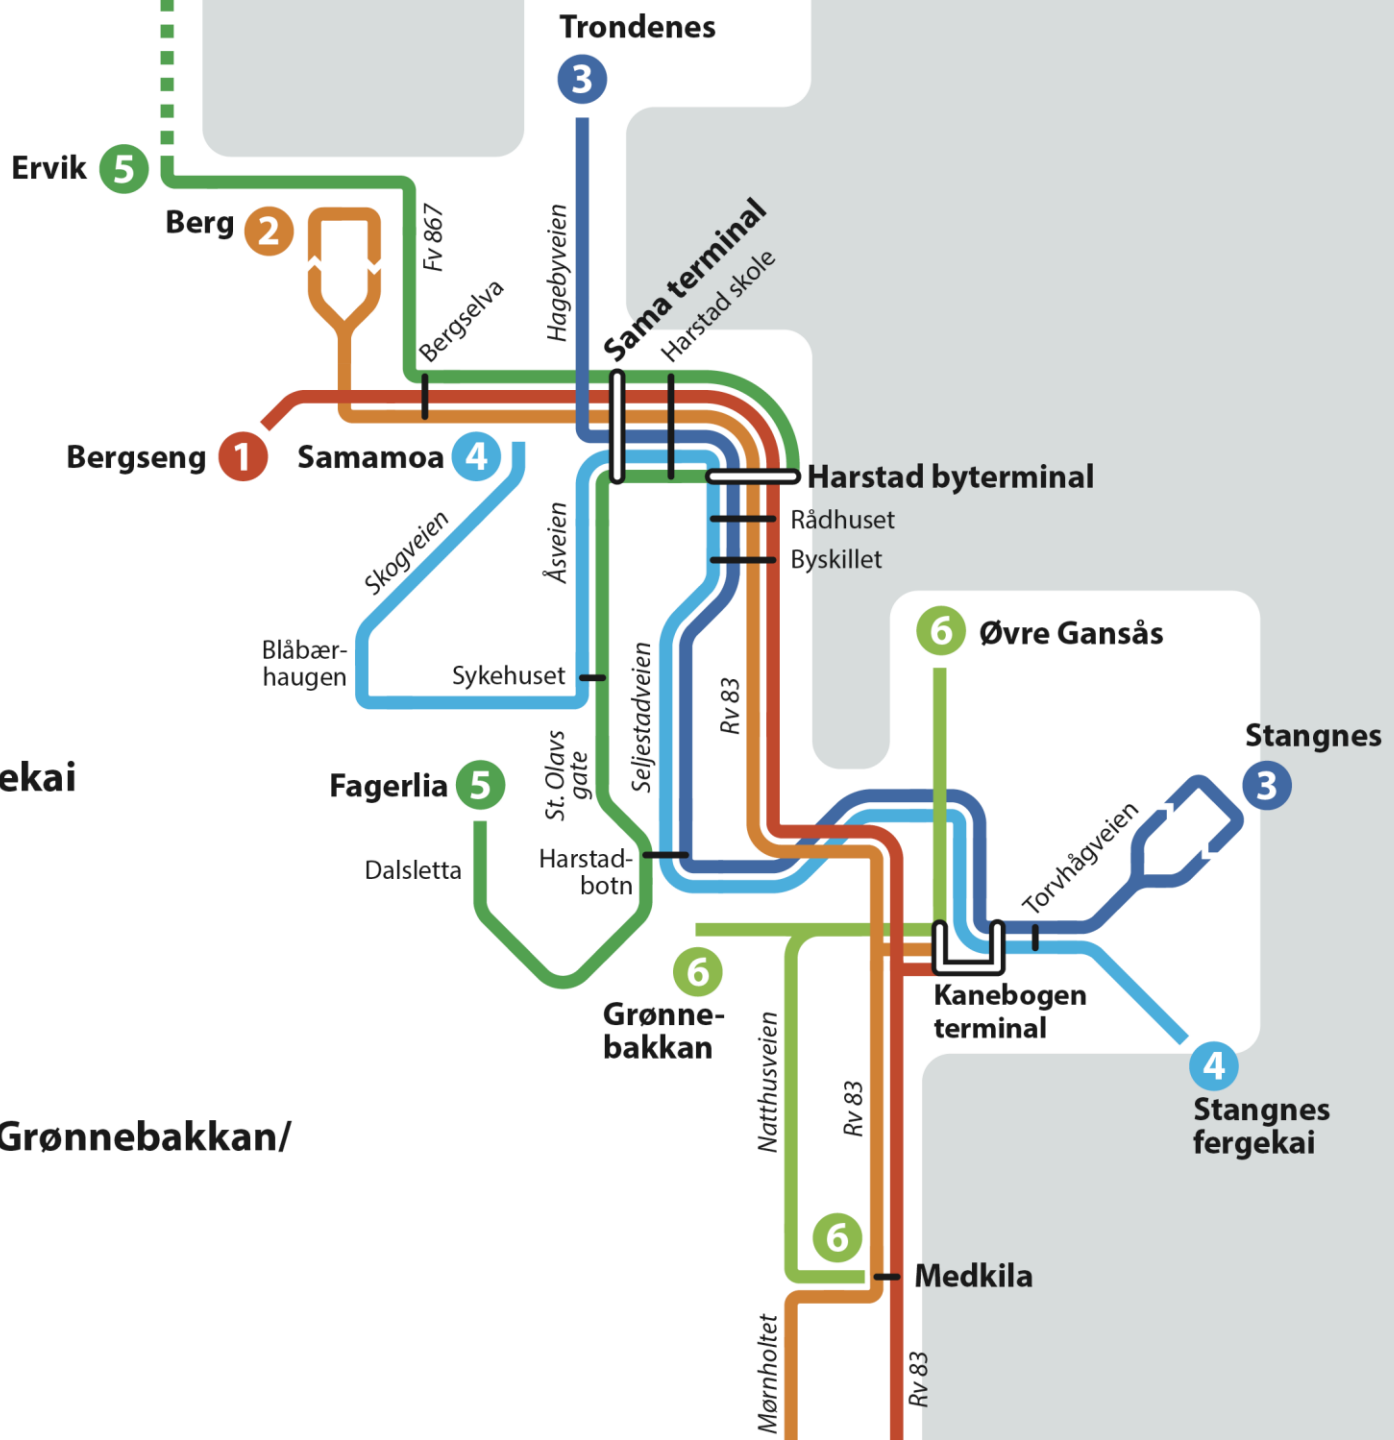 Trondenes
3
Ervik 5
Berg 2
Fv 867
Bergselva
Hagebyveien
Sama terminal
Harstad skole
Bergseng 1
Samamoa 4
Harstad byterminal
Rådhuset
Byskillet
Skogveien
Åsveien
Blåbær-
haugen
Sykehuset
Seljestadveien
Rv 83
6 Øvre Gansås
Stangnes
3
ekai
Fagerlia 5
St. Olavs
gate
Dalsletta
Harstad-
botn
Torvhågveien
6
Grønne-
bakkan
Kanebogen
terminal
4
Stangnes
fergekai
Natthusveien
Rv 83
Grønnebakkan/
6
Medkila
Mørnholtet
Rv 83